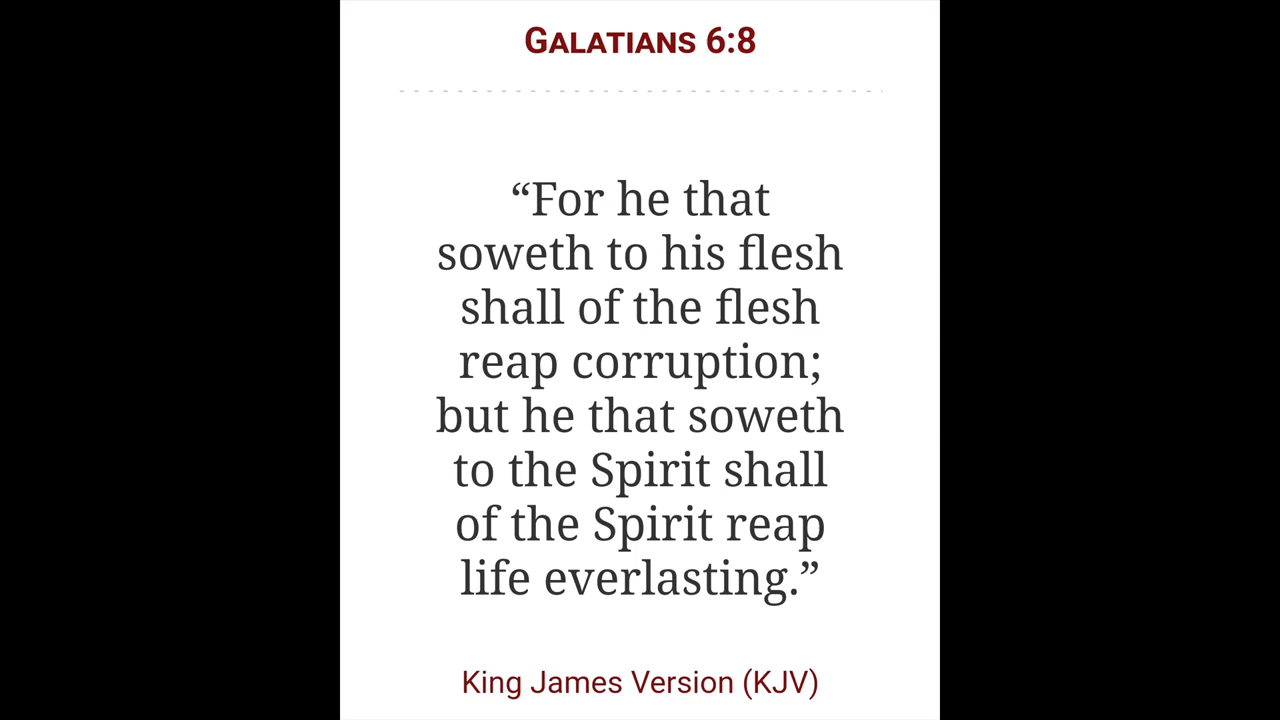 GALATIANS 6:8
“For he that
soweth to his flesh
shall of the flesh
reap corruption;
but he that soweth
to the Spirit shall
of the Spirit reap
life everlasting.”
King James Version (KJV)